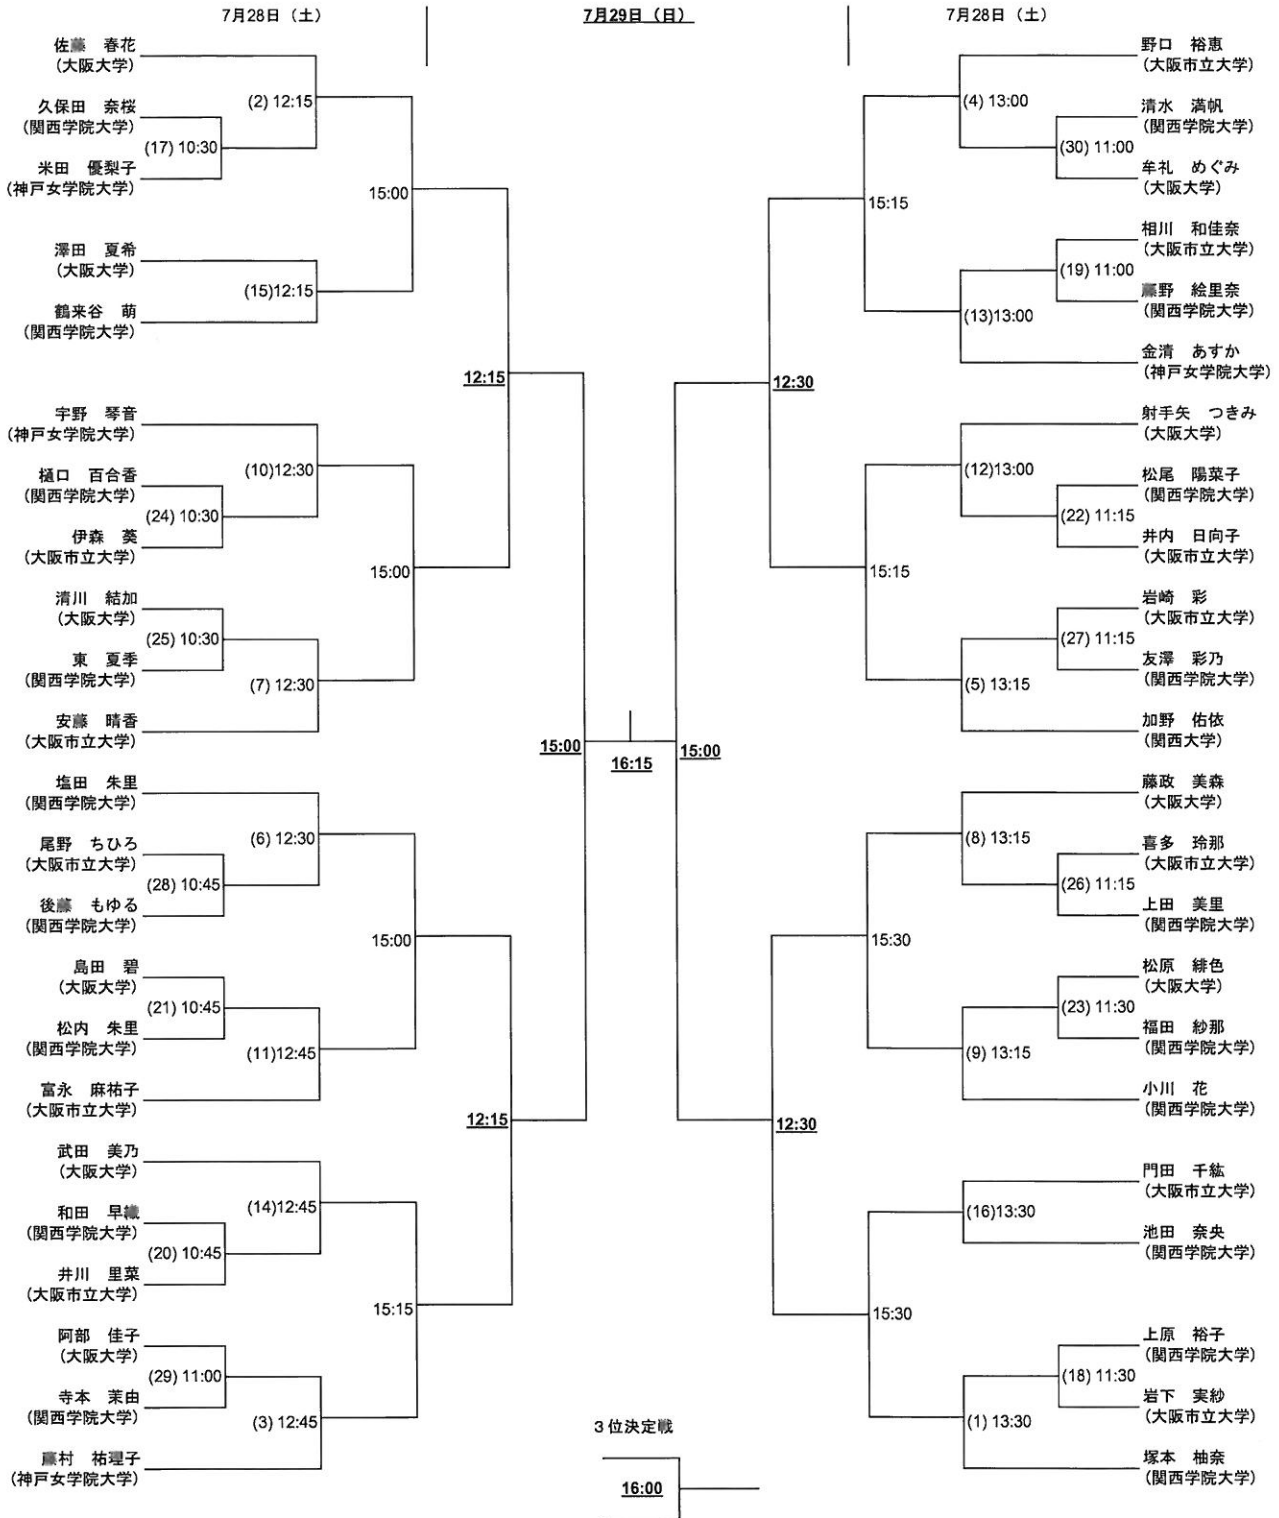 7月28日（土）
7月29日（日）
7月28日（土）
佐藤　春花
(大阪大学)
(2) 12:15
久保田　奈桜
(関西学院大学)
(17) 10:30
米田　優梨子
(神戸女学院大学)
15:00
澤田　夏希
(大阪大学)
(15)12:15
鶴来谷　萌
(関西学院大学)
12:15
宇野　琴音
(神戸女学院大学)
(10)12:30
樋口　百合香
(関西学院大学)
(24) 10:30
伊森　葵
(大阪市立大学)
15:00
清川　結加
(大阪大学)
(25) 10:30
東　夏季
(関西学院大学)
(7) 12:30
安藤　晴香
(大阪市立大学)
15:00
塩田　朱里
(関西学院大学)
(6) 12:30
尾野　ちひろ
(大阪市立大学)
(28) 10:45
後藤　もゆる
(関西学院大学)
15:00
島田　碧
(大阪大学)
(21) 10:45
松内　朱里
(関西学院大学)
(11)12:45
富永　麻祐子
(大阪市立大学)
12:15
武田　美乃
(大阪大学)
(14)12:45
和田　早織
(関西学院大学)
(20) 10:45
井川　里菜
(大阪市立大学)
15:15
阿部　佳子
(大阪大学)
(29) 11:00
寺本　茉由
(関西学院大学)
(3) 12:45
藤村　祐理子
(神戸女学院大学)
16:15
3位決定戦
16:00
野口　裕恵
(大阪市立大学)
(4) 13:00
清水　満帆
(関西学院大学)
(30) 11:00
牟礼　めぐみ
(大阪大学)
15:15
相川　和佳奈
(大阪市立大学)
(19) 11:00
藤野　絵里奈
(関西学院大学)
(13)13:00
金清　あすか
(神戸女学院大学)
12:30
射手矢　つきみ
(大阪大学)
(12)13:00
松尾　陽菜子
(関西学院大学)
(22) 11:15
井内　日向子
(大阪市立大学)
15:15
岩崎　彩
(大阪市立大学)
(27) 11:15
友澤　彩乃
(関西学院大学)
(5) 13:15
加野　佑依
(関西大学)
15:00
藤政　美森
(大阪大学)
(8) 13:15
喜多　玲那
(大阪市立大学)
(26) 11:15
上田　美里
(関西学院大学)
15:30
松原　緋色
(大阪大学)
(23) 11:30
福田　紗那
(関西学院大学)
(9) 13:15
小川　花
(関西学院大学)
12:30
門田　千紘
(大阪市立大学)
(16)13:30
池田　奈央
(関西学院大学)
15:30
上原　裕子
(関西学院大学)
(18) 11:30
岩下　実紗
(大阪市立大学)
(1) 13:30
塚本　柚奈
(関西学院大学)